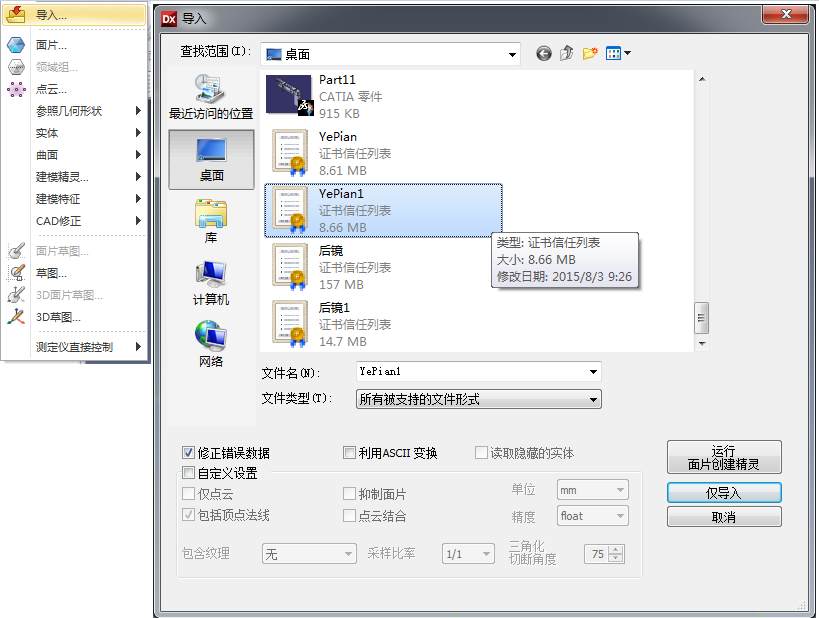 导入...
面片...
领域组...
点云...
参照几何形状
实体
曲面
建模精灵...
建模特征
CAD修正
面片草图...
草图...
3D面片草图...
3D草图...
测定仪直接控制
Dx 导入
查找范围(I):
桌面
最近访问的位置
桌面
库
计算机
网络
Part11
CATIA 零件
915 KB
YePian
证书信任列表
8.61 MB
YePian1
证书信任列表
8.66 MB
后镜
证书信任列表
157 MB
后镜1
证书信任列表
14.7 MB
类型: 证书信任列表
大小: 8.66 MB
修改日期: 2015/8/3 9:26
文件名(N):
YePian1
文件类型(T):
所有被支持的文件形式
修正错误数据
利用ASCII 变换
读取隐藏的实体
自定义设置
仅点云
抑制面片
单位
mm
包括顶点法线
点云结合
精度
float
包含纹理
无
采样比率
1/1
三角化
切断角度
75
运行
面片创建精灵
仅导入
取消